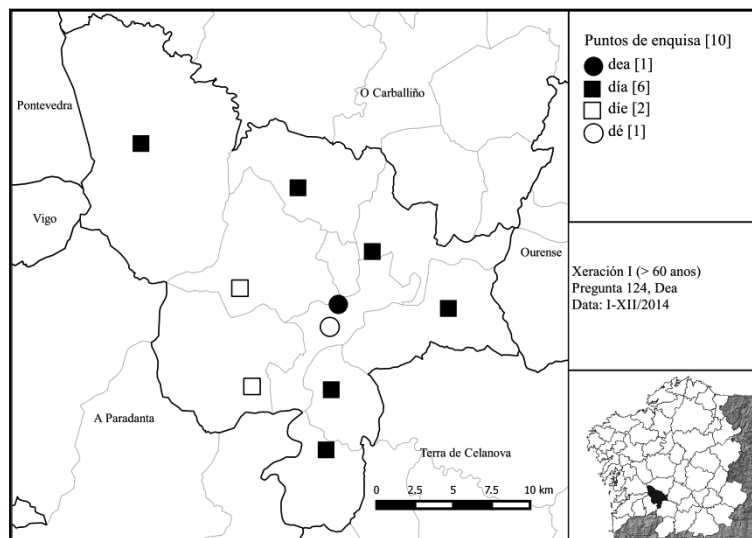 Pontevedra
O Carballiño
Vigo
Ourense
A Paradanta
Terra de Celanova
0 2,5 5 7.5 10 km
Puntos de enquisa [10]
dea [1]
día [6]
díe [2]
dé [1]
Xeración I (> 60 anos)
Pregunta 124, Dea
Data: I-XII/2014